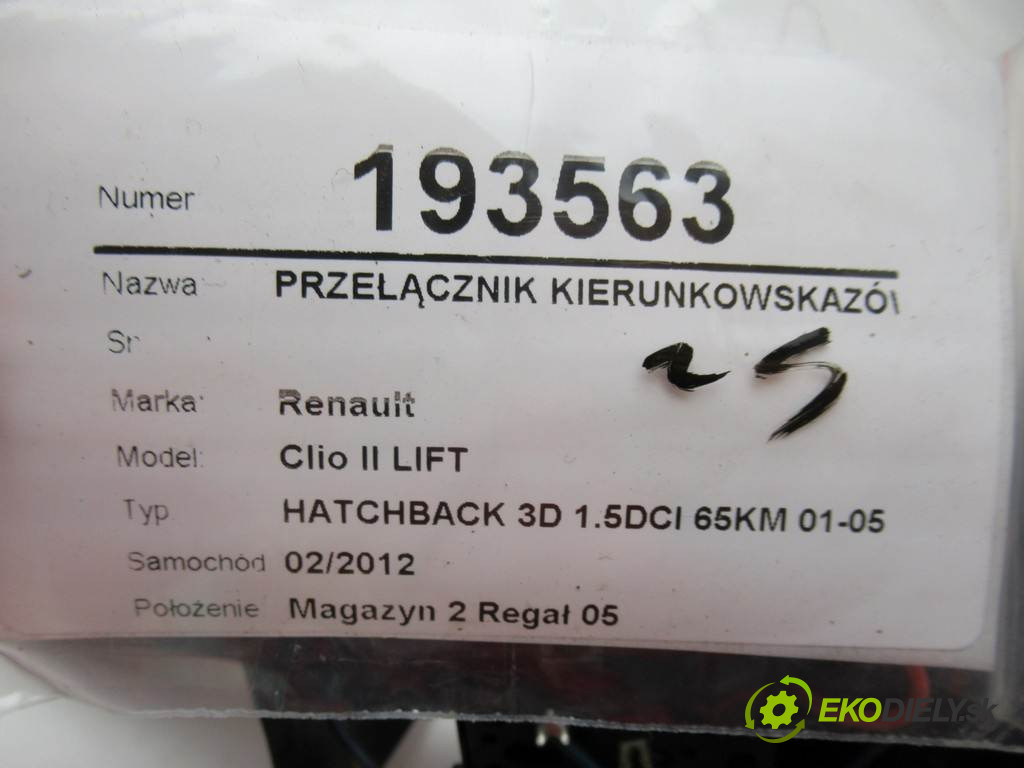 Numer 193563
Nazwa PRZEŁĄCZNIK KIERUNKOWSKAZÓ
Sr
Marka: Renault
Model: Clio II LIFT
Typ HATCHBACK 3D 1.5DCI 65KM 01-05
Samochód 02/2012
Położenie Magazyn 2 Regał 05
EKODIELY.sk